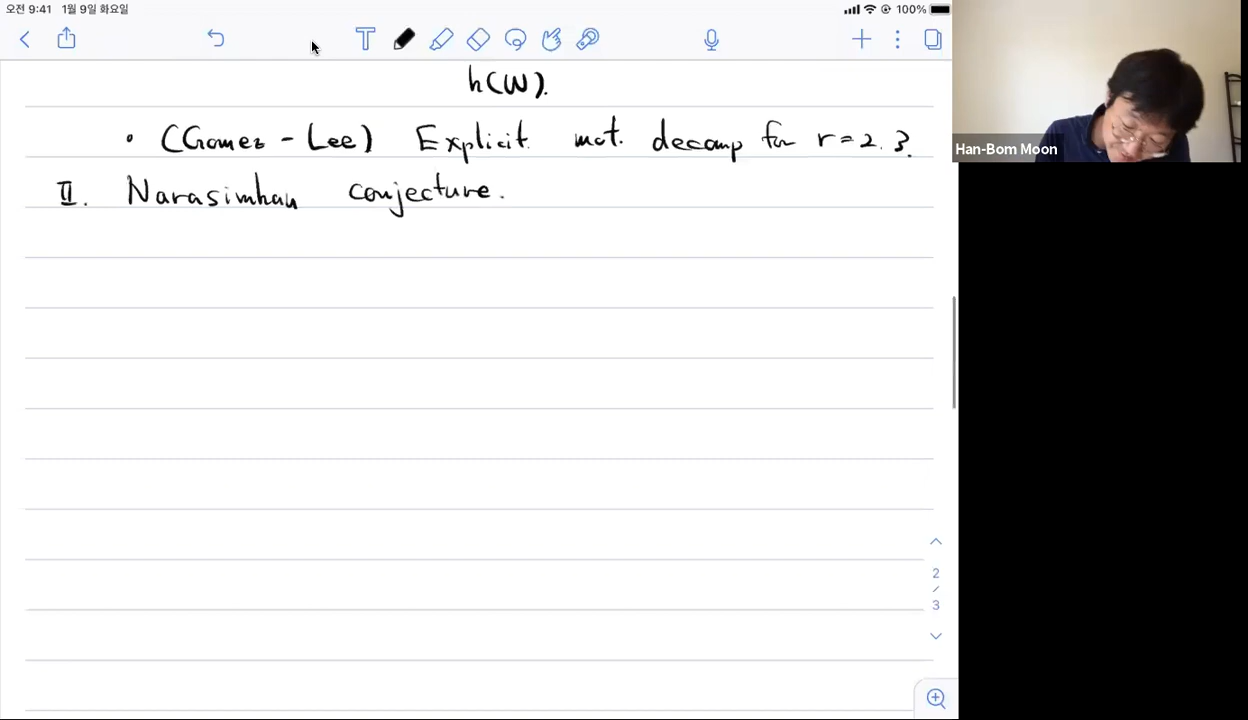 오전 9:41 1월 9일 화요일 100%
h(W).
• (Gomez - Lee) Explicit mot. decomp for r = 2, 3.
II. Narasimhan conjecture.
Han-Bom Moon
2
/
3